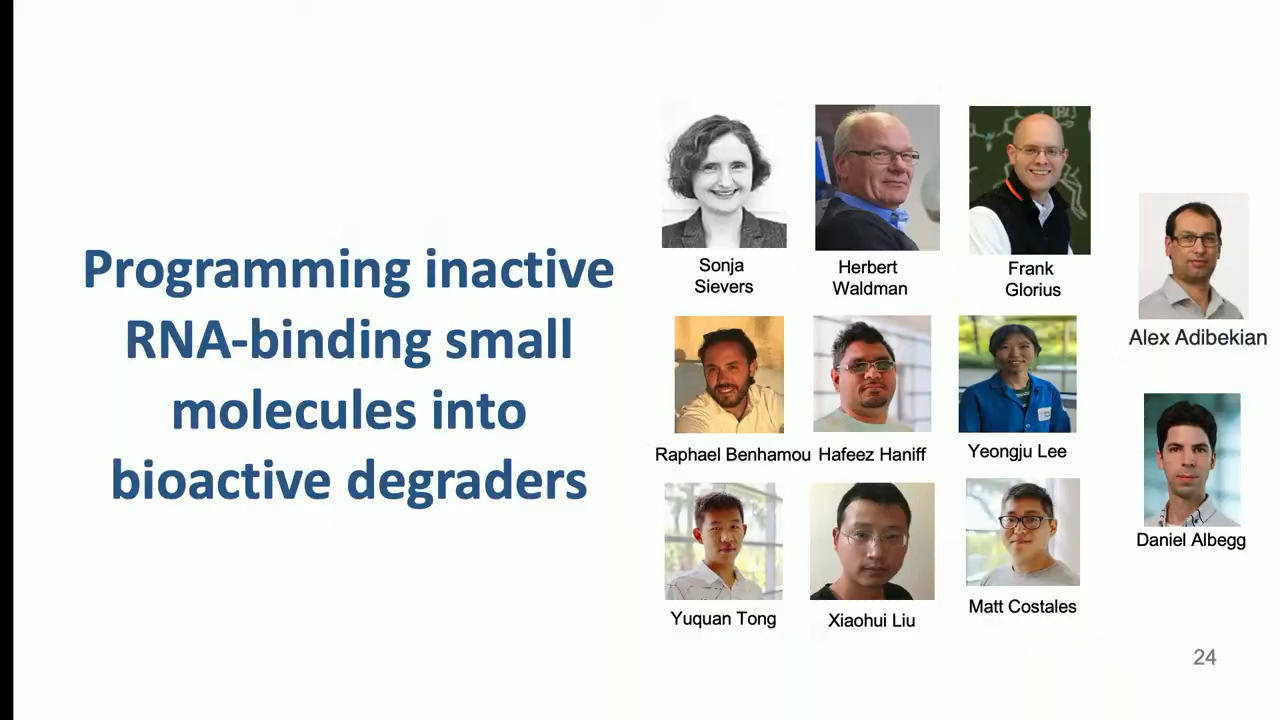 Programming inactive
RNA-binding small
molecules into
bioactive degraders
Sonja
Sievers
Herbert
Waldman
Frank
Glorius
Alex Adibekian
Raphael Benhamou
Hafeez Haniff
Yeongju Lee
Daniel Albegg
Yuquan Tong
Xiaohui Liu
Matt Costales
24